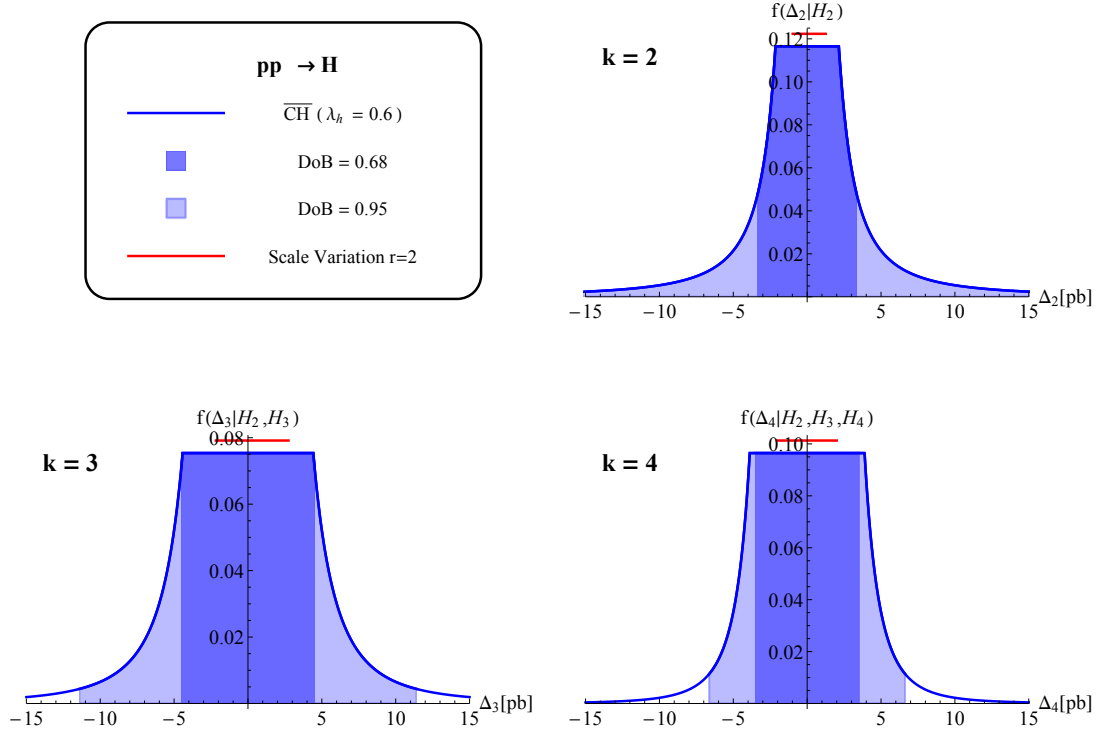 pp → H
CH ( λh = 0.6 )
DoB = 0.68
DoB = 0.95
Scale Variation r=2
f(Δ2|H2)
k = 2
0.12
0.10
0.08
0.06
0.04
0.02
−15 −10 −5 5 10 15 Δ2[pb]
f(Δ3|H2,H3)
k = 3
0.08
0.06
0.04
0.02
−15 −10 −5 5 10 15 Δ3[pb]
f(Δ4|H2,H3,H4)
k = 4
0.10
0.08
0.06
0.04
0.02
−15 −10 −5 5 10 15 Δ4[pb]